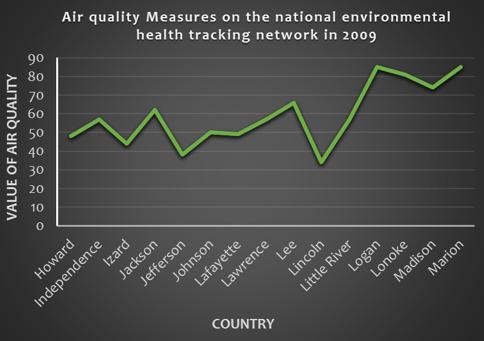 Air quality Measures on the national environmental
health tracking network in 2009
VALUE OF AIR QUALITY
90
80
70
60
50
40
30
20
10
0
Howard
Independence
Izard
Jackson
Jefferson
Johnson
Lafayette
Lawrence
Lee
Lincoln
Little River
Logan
Lonoke
Madison
Marion
COUNTRY